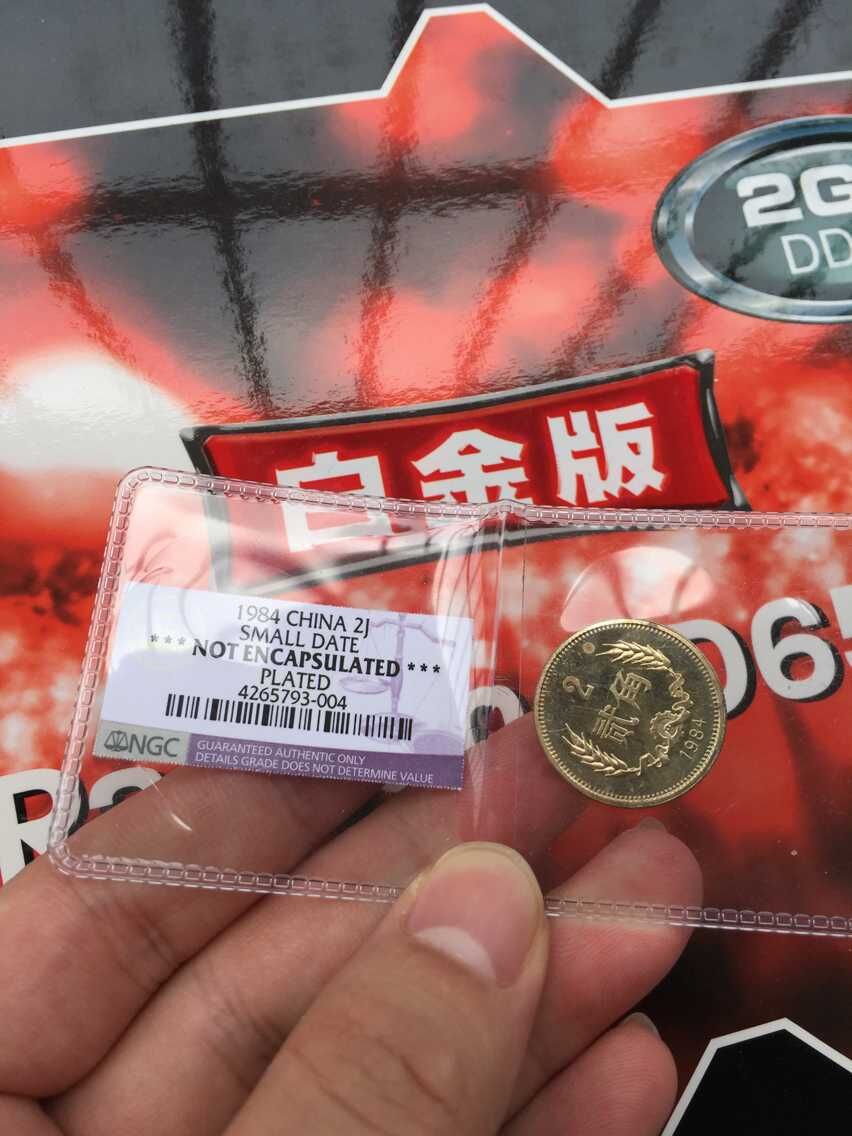 2G
DD
白金版
1984 CHINA 2J
SMALL DATE
*** NOT ENCAPSULATED ***
PLATED
4265793-004
NGC
GUARANTEED AUTHENTIC ONLY
DETAILS GRADE DOES NOT DETERMINE VALUE
2
贰角
1984
D65
R